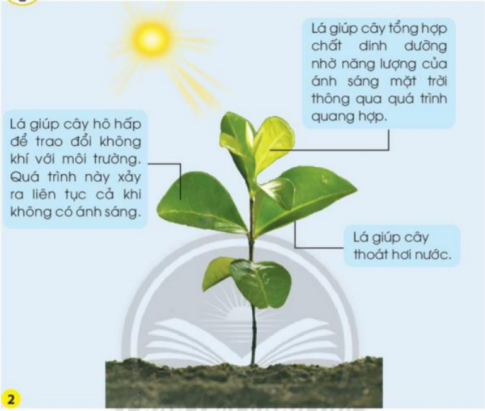 Lá giúp cây tổng hợp
chất dinh dưỡng
nhờ năng lượng của
ánh sáng mặt trời
thông qua quá trình
quang hợp.
Lá giúp cây hô hấp
để trao đổi không
khí với môi trường.
Quá trình này xảy
ra liên tục cả khi
không có ánh sáng.
Lá giúp cây
thoát hơi nước.
2